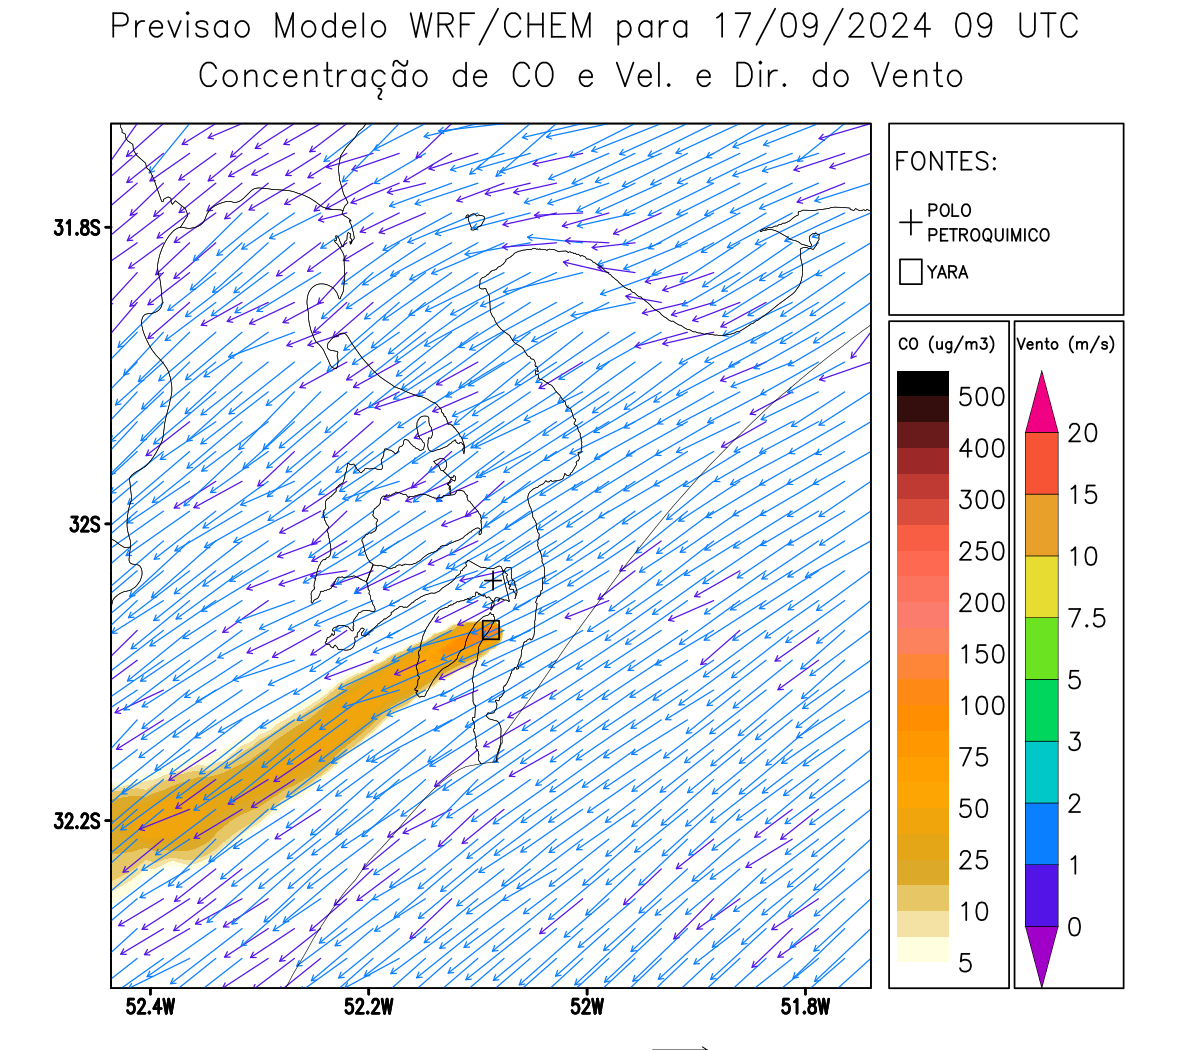 Previsao Modelo WRF/CHEM para 17/09/2024 09 UTC
Concentração de CO e Vel. e Dir. do Vento
FONTES:
POLO
PETROQUIMICO
YARA
CO (ug/m3)
500
400
300
250
200
150
100
75
50
25
10
5
Vento (m/s)
20
15
10
7.5
5
3
2
1
0
31.8S
32S
32.2S
52.4W
52.2W
52W
51.8W